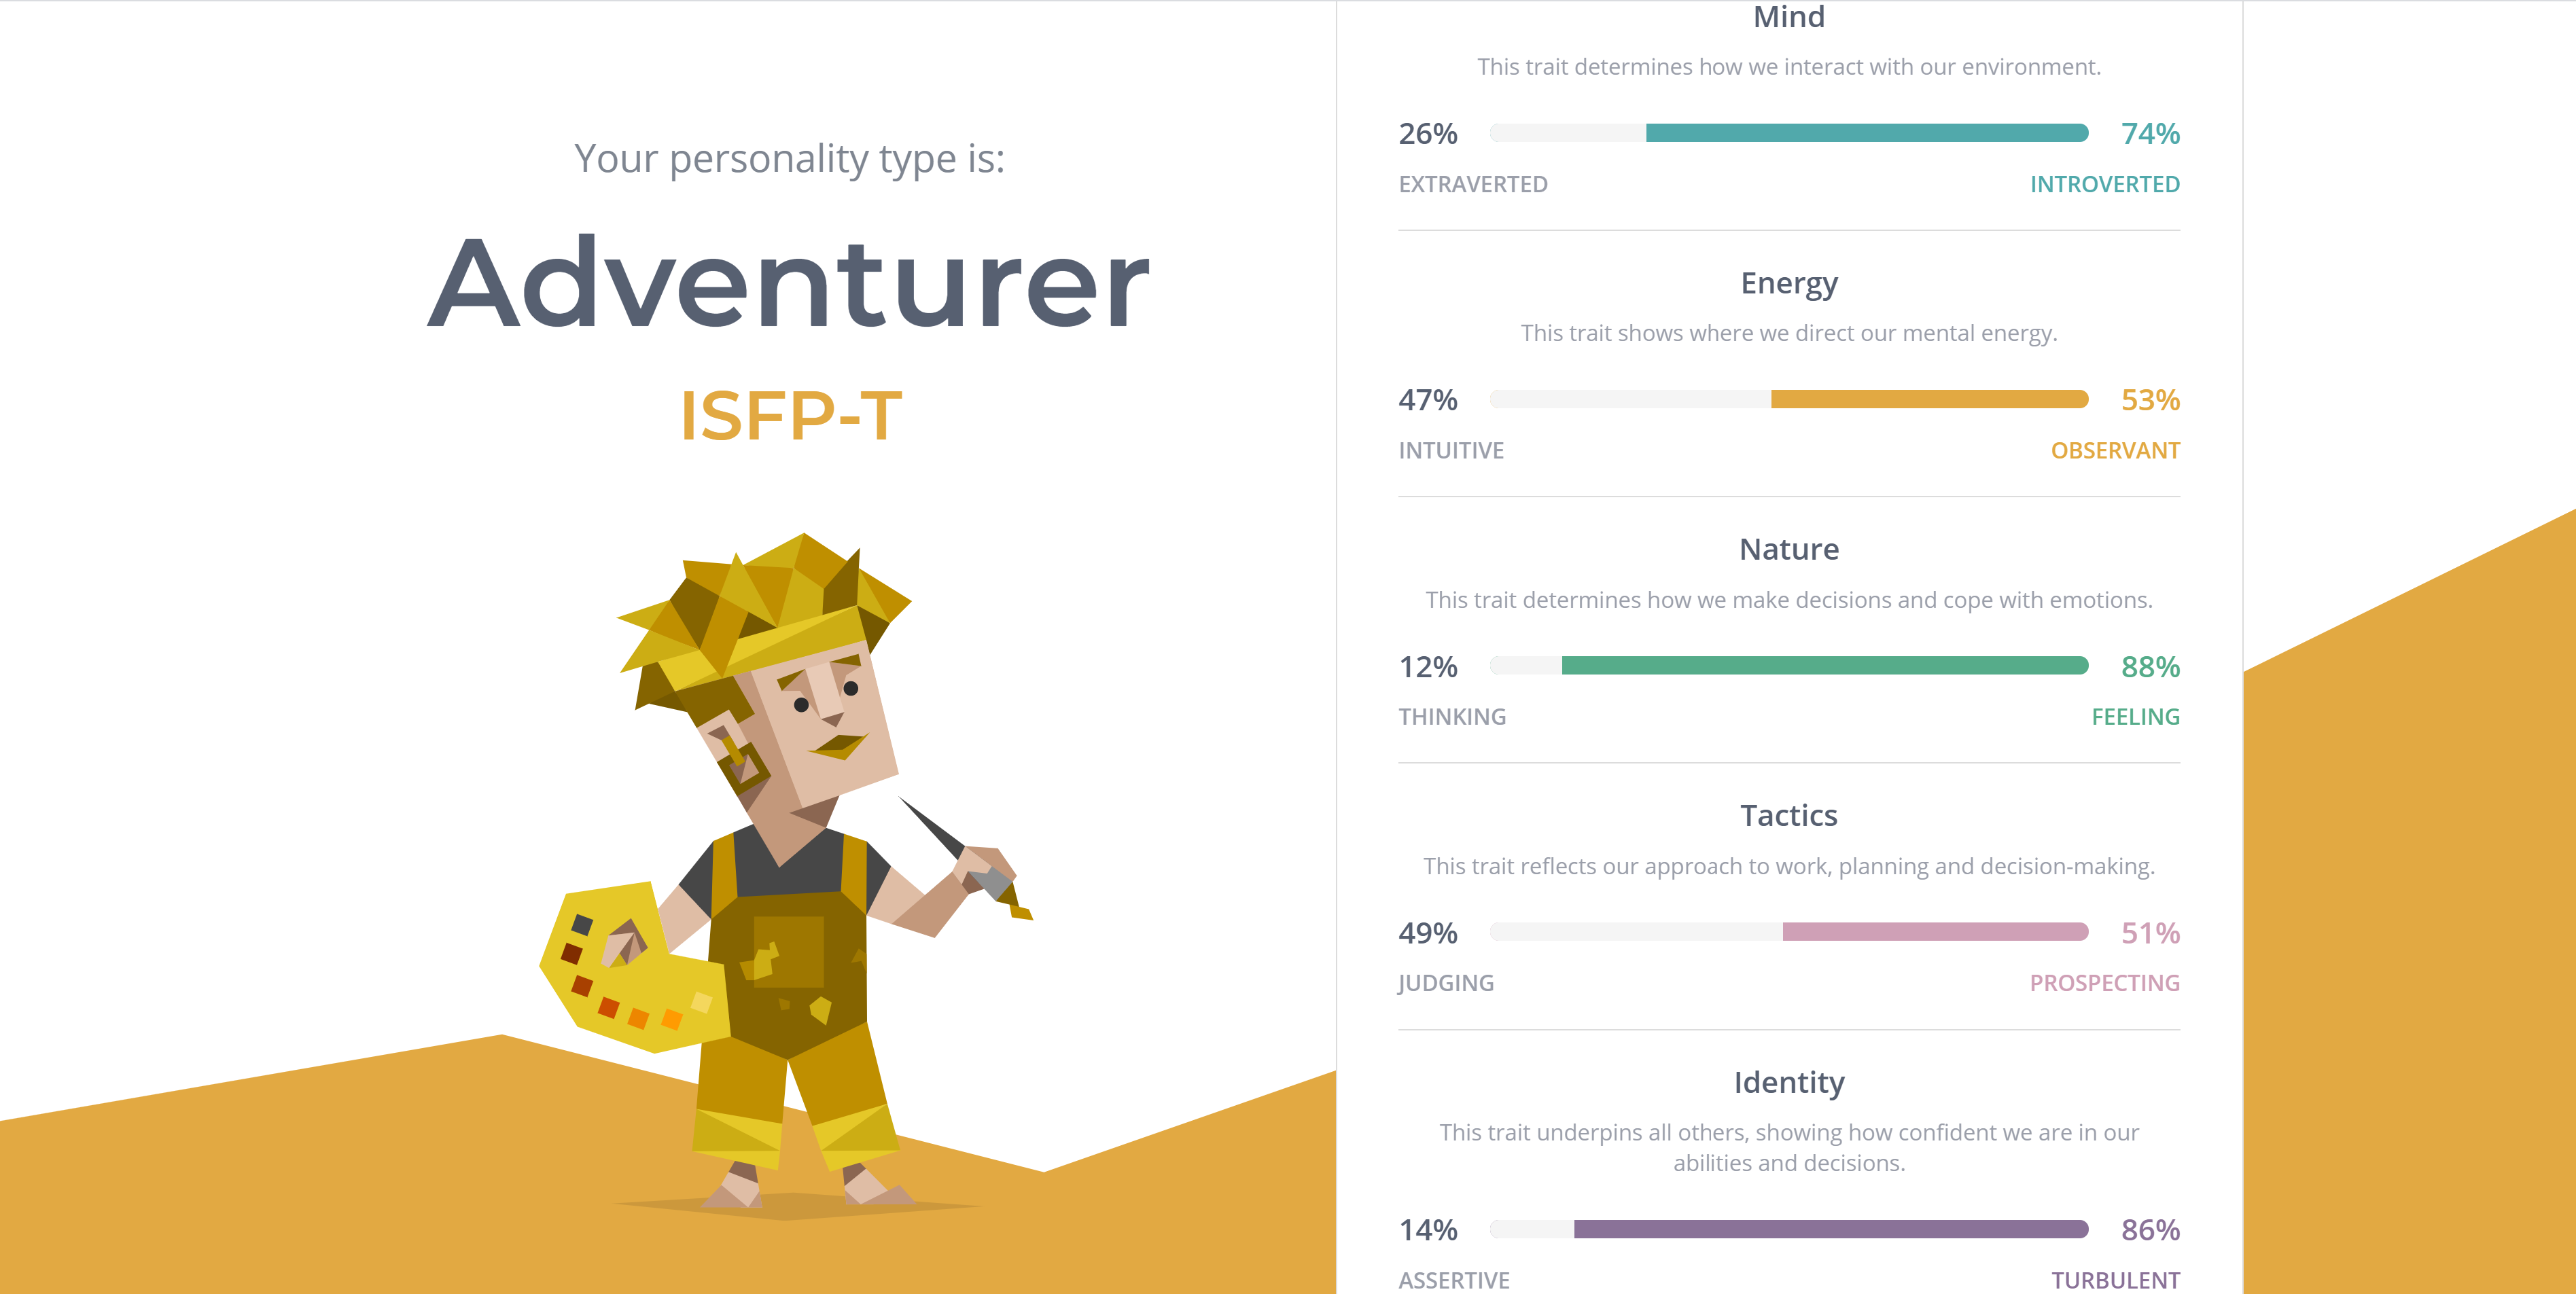 Your personality type is:
Adventurer
ISFP-T
Mind
This trait determines how we interact with our environment.
26% 74%
EXTRAVERTED INTROVERTED
Energy
This trait shows where we direct our mental energy.
47% 53%
INTUITIVE OBSERVANT
Nature
This trait determines how we make decisions and cope with emotions.
12% 88%
THINKING FEELING
Tactics
This trait reflects our approach to work, planning and decision-making.
49% 51%
JUDGING PROSPECTING
Identity
This trait underpins all others, showing how confident we are in our
abilities and decisions.
14% 86%
ASSERTIVE TURBULENT